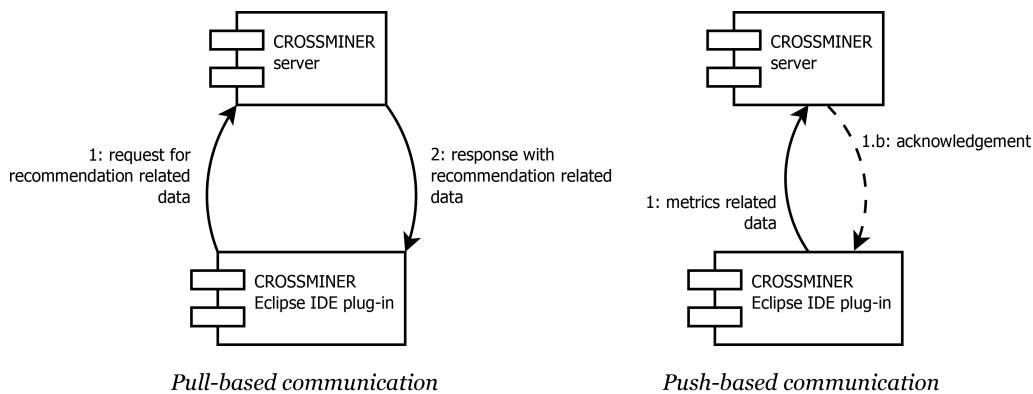 CROSSMINER
server
1: request for
recommendation related
data
2: response with
recommendation related
data
CROSSMINER
Eclipse IDE plug-in
Pull-based communication
CROSSMINER
server
1.b: acknowledgement
1: metrics related
data
CROSSMINER
Eclipse IDE plug-in
Push-based communication